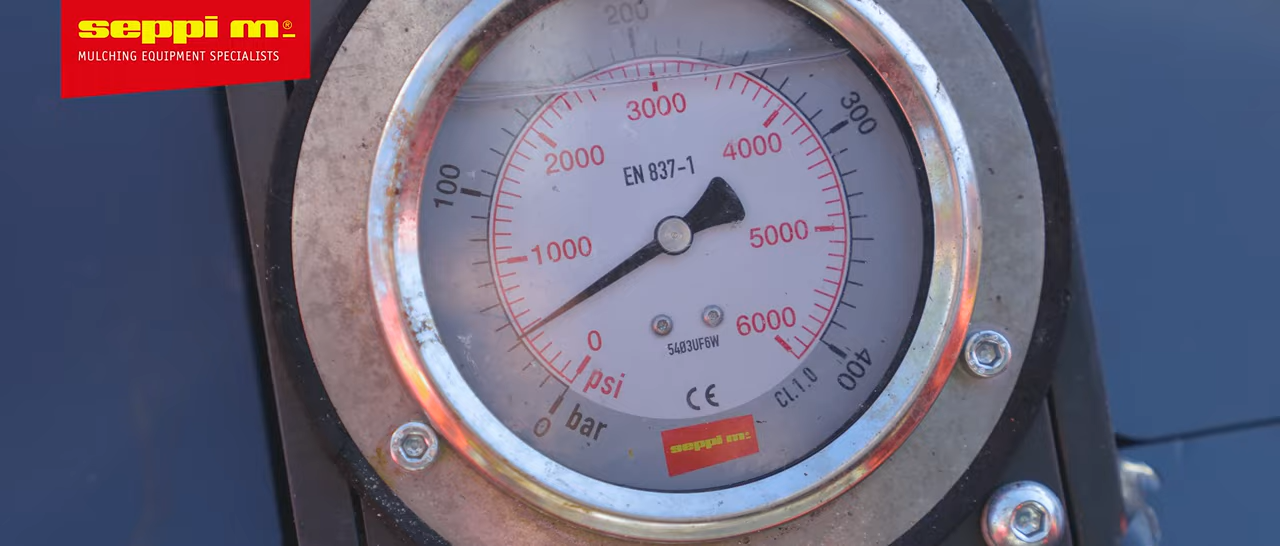 seppi m®
MULCHING EQUIPMENT SPECIALISTS
200
300
3000
2000
4000
EN 837-1
100
1000
5000
0
6000
5403UF6W
psi
400
CE
Cl.1.0
0
bar
seppi m